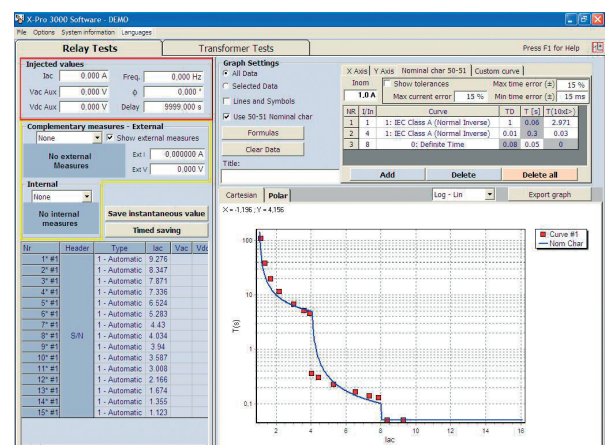 X-Pro 3000 Software - DEMO
File Options System information Languages
Relay Tests
Transformer Tests
Press F1 for Help
Injected values
Iac 0.000 A Freq. 0,000 Hz
Vac Aux 0.000 V ϕ 0.000 °
Vdc Aux 0.000 V Delay 9999.000 s
Complementary measures - External
None Show external measures
No external Measures
Ext I 0,000000 A
Ext V 0,000 V
Internal
None
No internal measures
Save instantaneous value
Timed saving
Nr Header Type Iac Vac Vdc
1° #1 1 - Automatic 9.276
2° #1 1 - Automatic 8.347
3° #1 1 - Automatic 7.871
4° #1 1 - Automatic 7.336
5° #1 1 - Automatic 6.524
6° #1 1 - Automatic 5.283
7° #1 1 - Automatic 4.43
8° #1 S/N 1 - Automatic 4.034
9° #1 1 - Automatic 3.94
10° #1 1 - Automatic 3.587
11° #1 1 - Automatic 3.008
12° #1 1 - Automatic 2.166
13° #1 1 - Automatic 1.674
14° #1 1 - Automatic 1.355
15° #1 1 - Automatic 1.123
Graph Settings
All Data
Selected Data
Lines and Symbols
Use 50-51 Nominal char
Formulas
Clear Data
Title:
X Axis Y Axis Nominal char 50-51 Custom curve
Inom Show tolerances Max time error (±) 15 %
1,0 A Max current error 15 % Min time error (±) 15 ms
NR I/In Curve TD T [s] T(10xI>)
1 1 1: IEC Class A (Normal Inverse) 1 0.06 2.971
2 4 1: IEC Class A (Normal Inverse) 0.01 0.3 0.03
3 8 0: Definite Time 0.08 0.05 0
Add Delete Delete all
Cartesian Polar Log - Lin Export graph
X = -1,196 ; Y = 4,156
Curve #1
Nom Char
100
10
1
0.1
T(s)
2 4 6 8 10 12 14 16
Iac